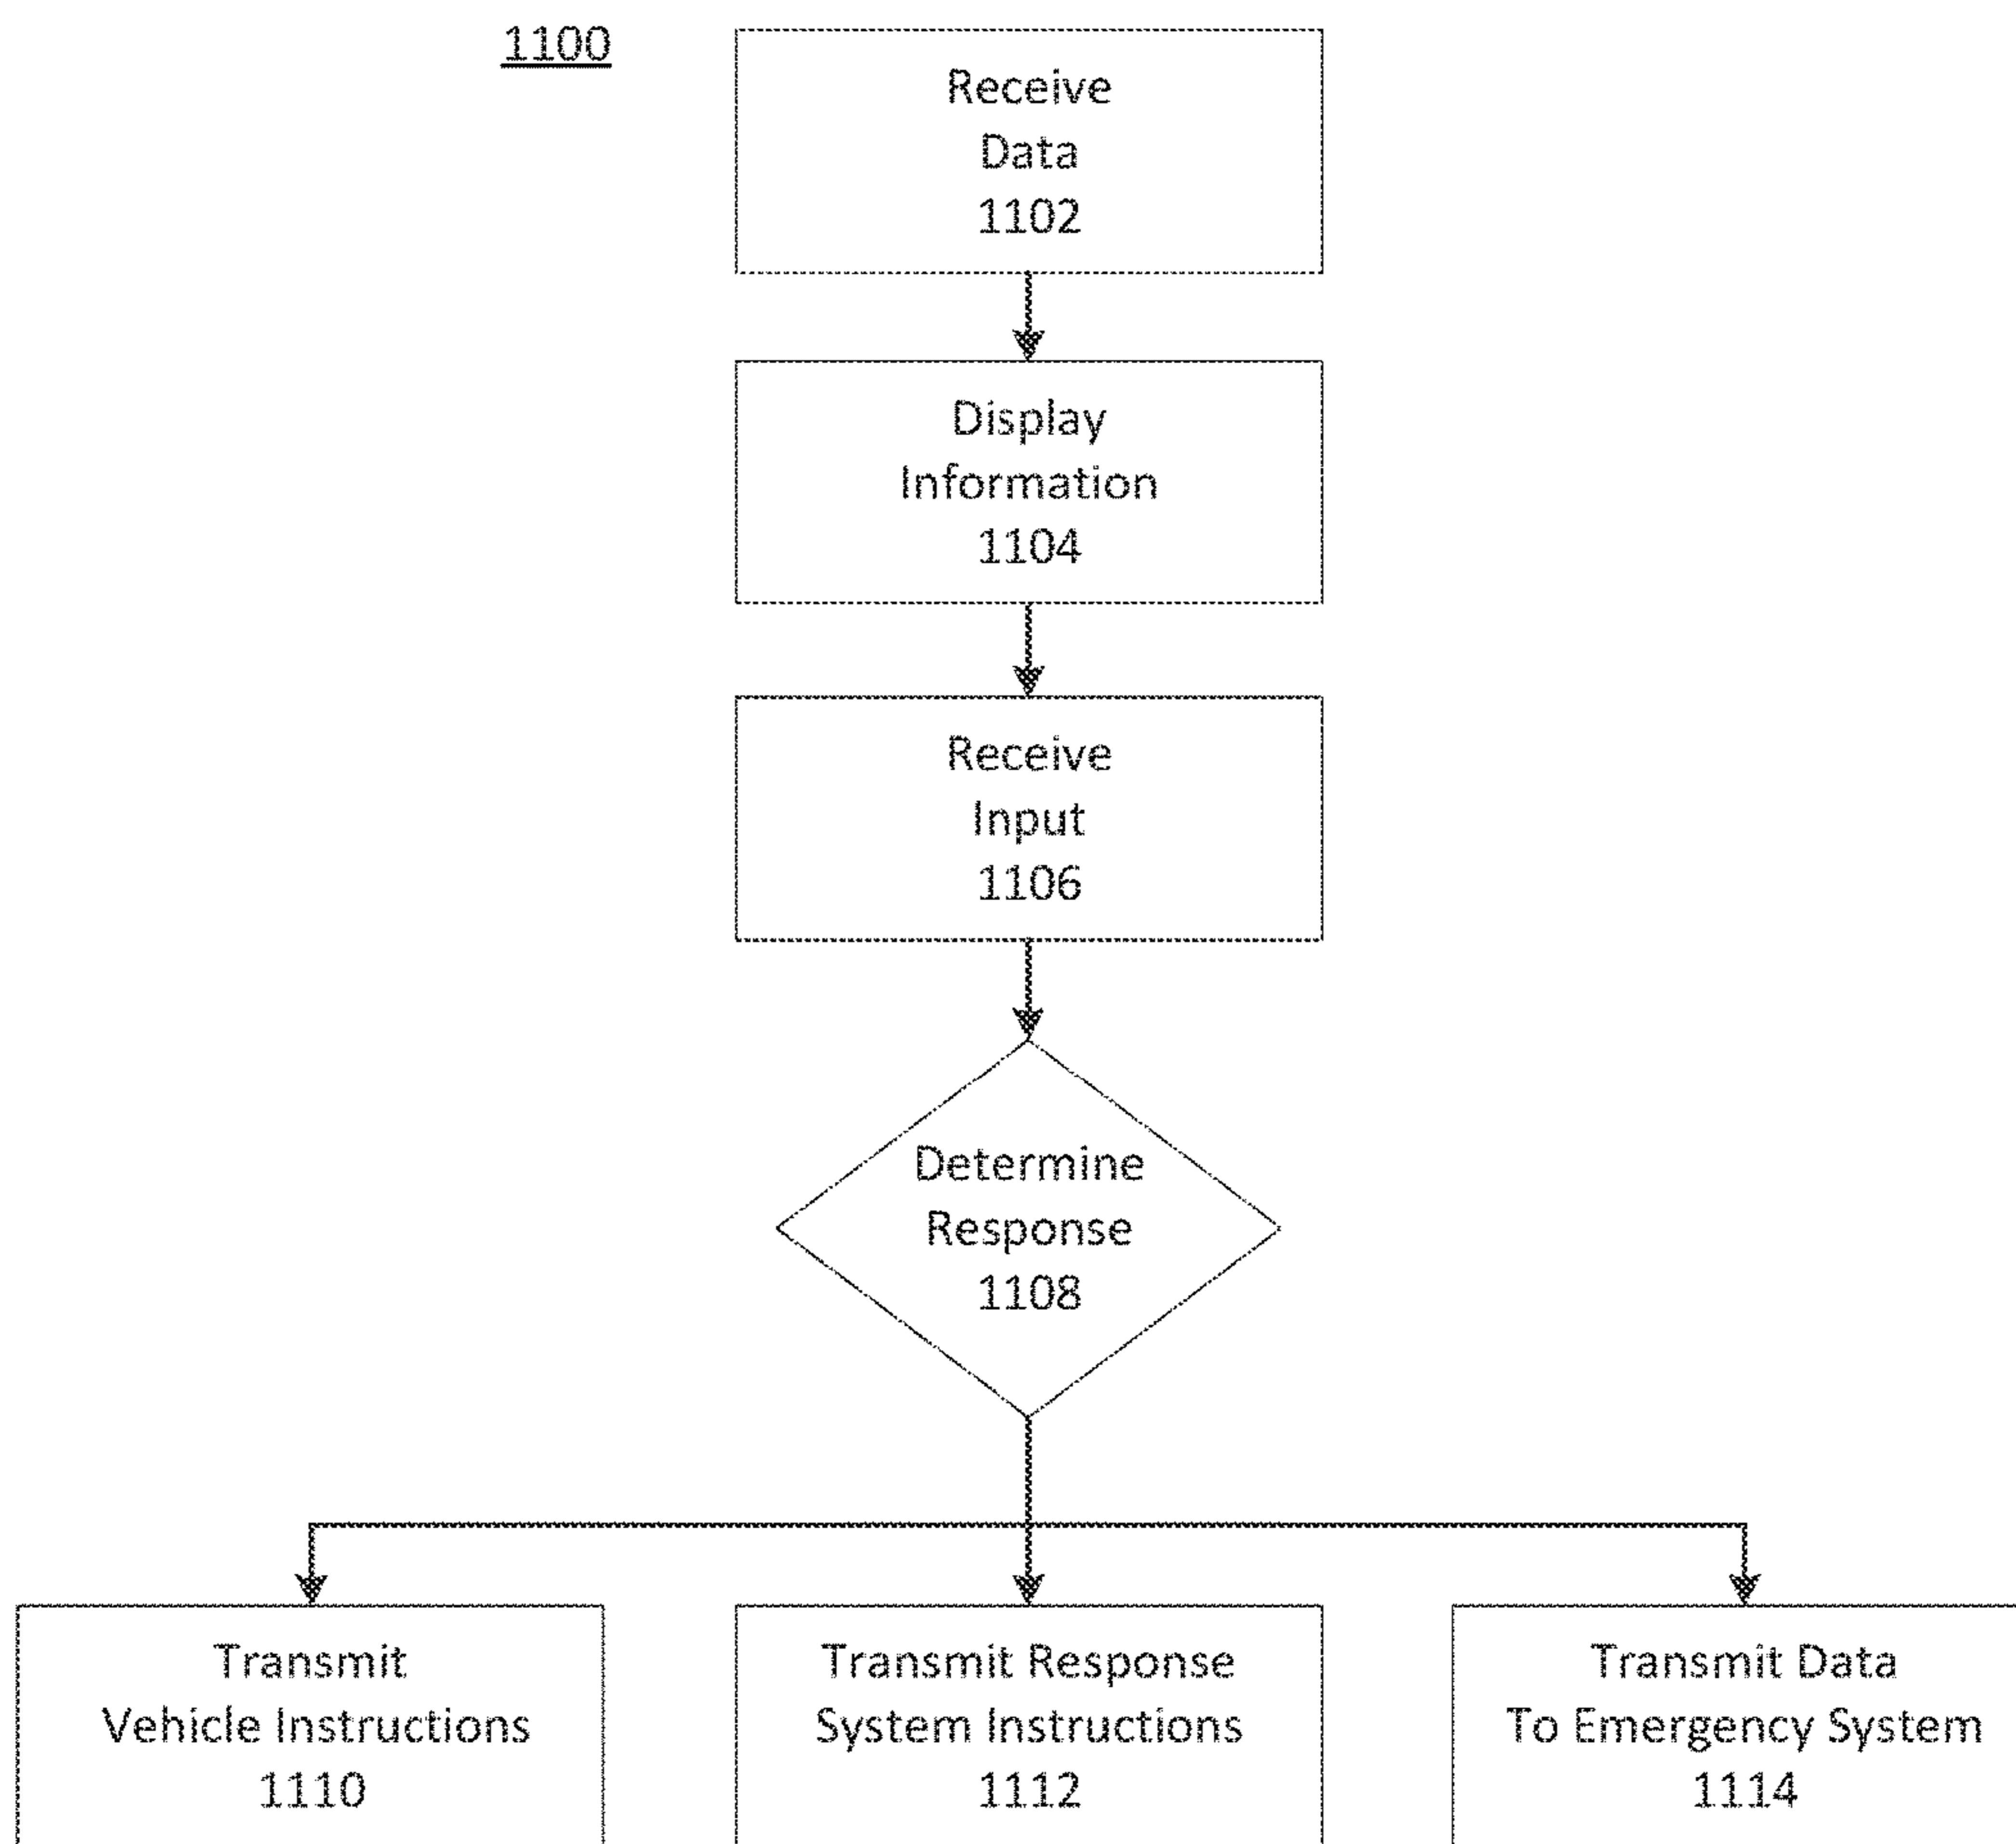 1100
Receive
Data
1102
Display
Information
1104
Receive
Input
1106
Determine
Response
1108
Transmit
Vehicle Instructions
1110
Transmit Response
System Instructions
1112
Transmit Data
To Emergency System
1114